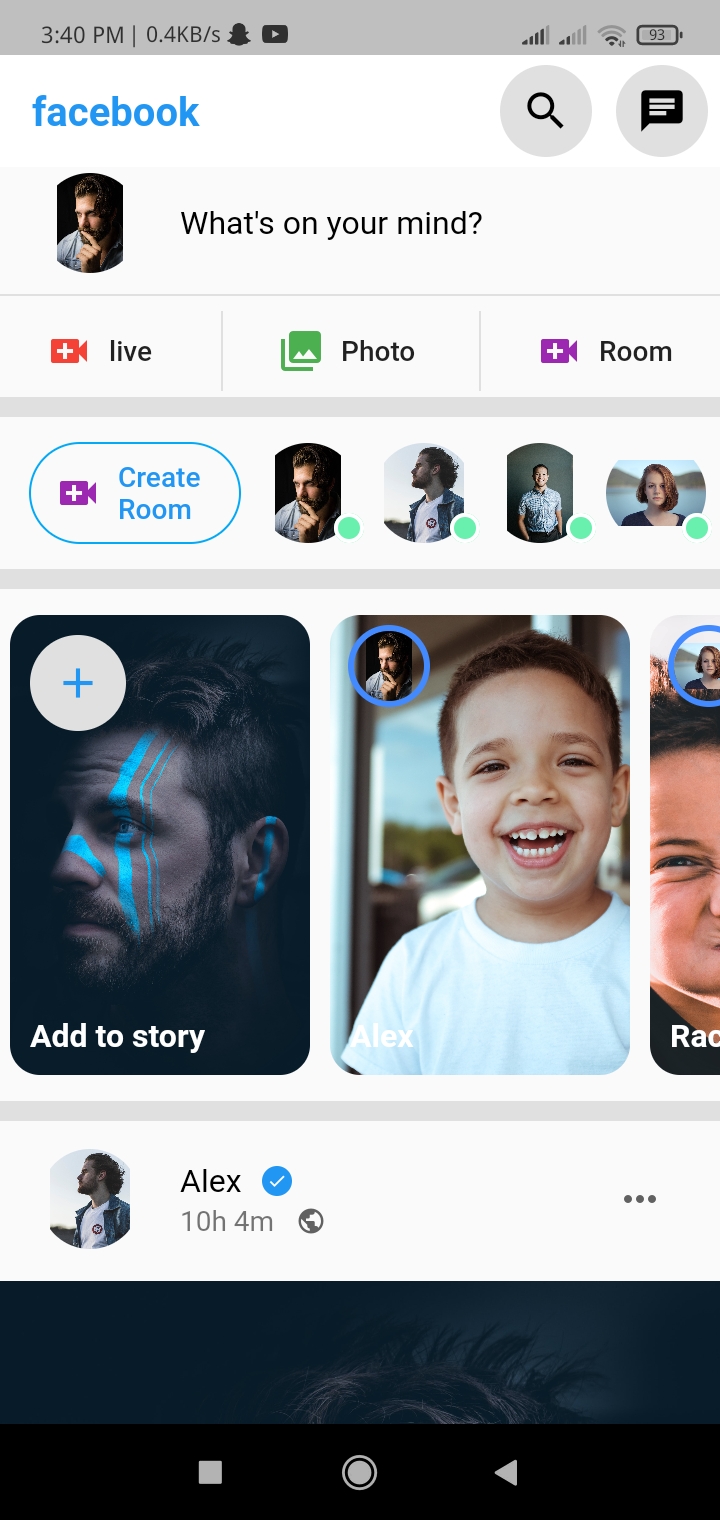 3:40 PM | 0.4KB/s
93
facebook
What's on your mind?
live
Photo
Room
Create
Room
Add to story
Alex
Rac
Alex
10h 4m